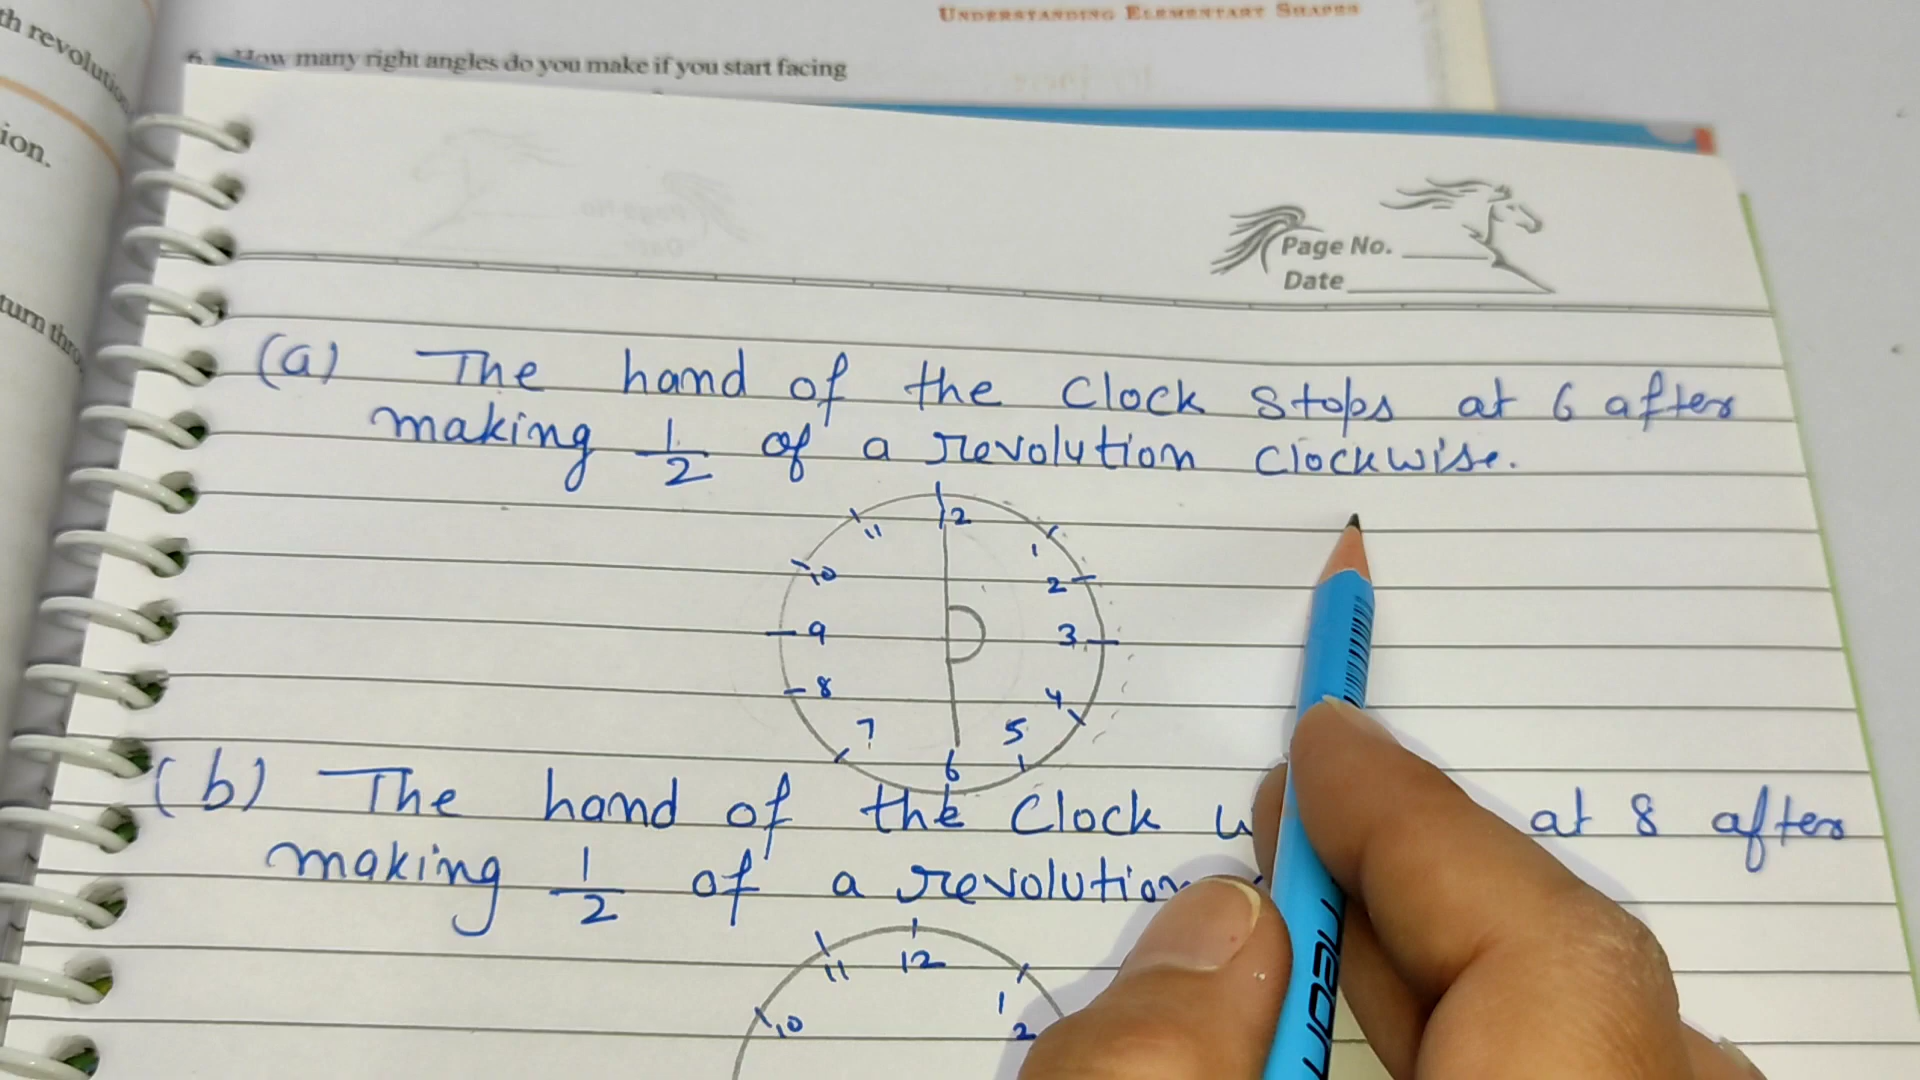 UNDERSTANDING ELEMENTARY SHAPES
th revolution
6. How many right angles do you make if you start facing
ion.
turn thro
Page No.
Date
(a) The hand of the Clock stops at 6 after
making 1/2 of a revolution clockwise.
12
11
1
10
2
9
3
8
4
7
5
6
(b) The hand of the Clock at 8 after
making 1/2 of a revolution
12
11
1
10
2